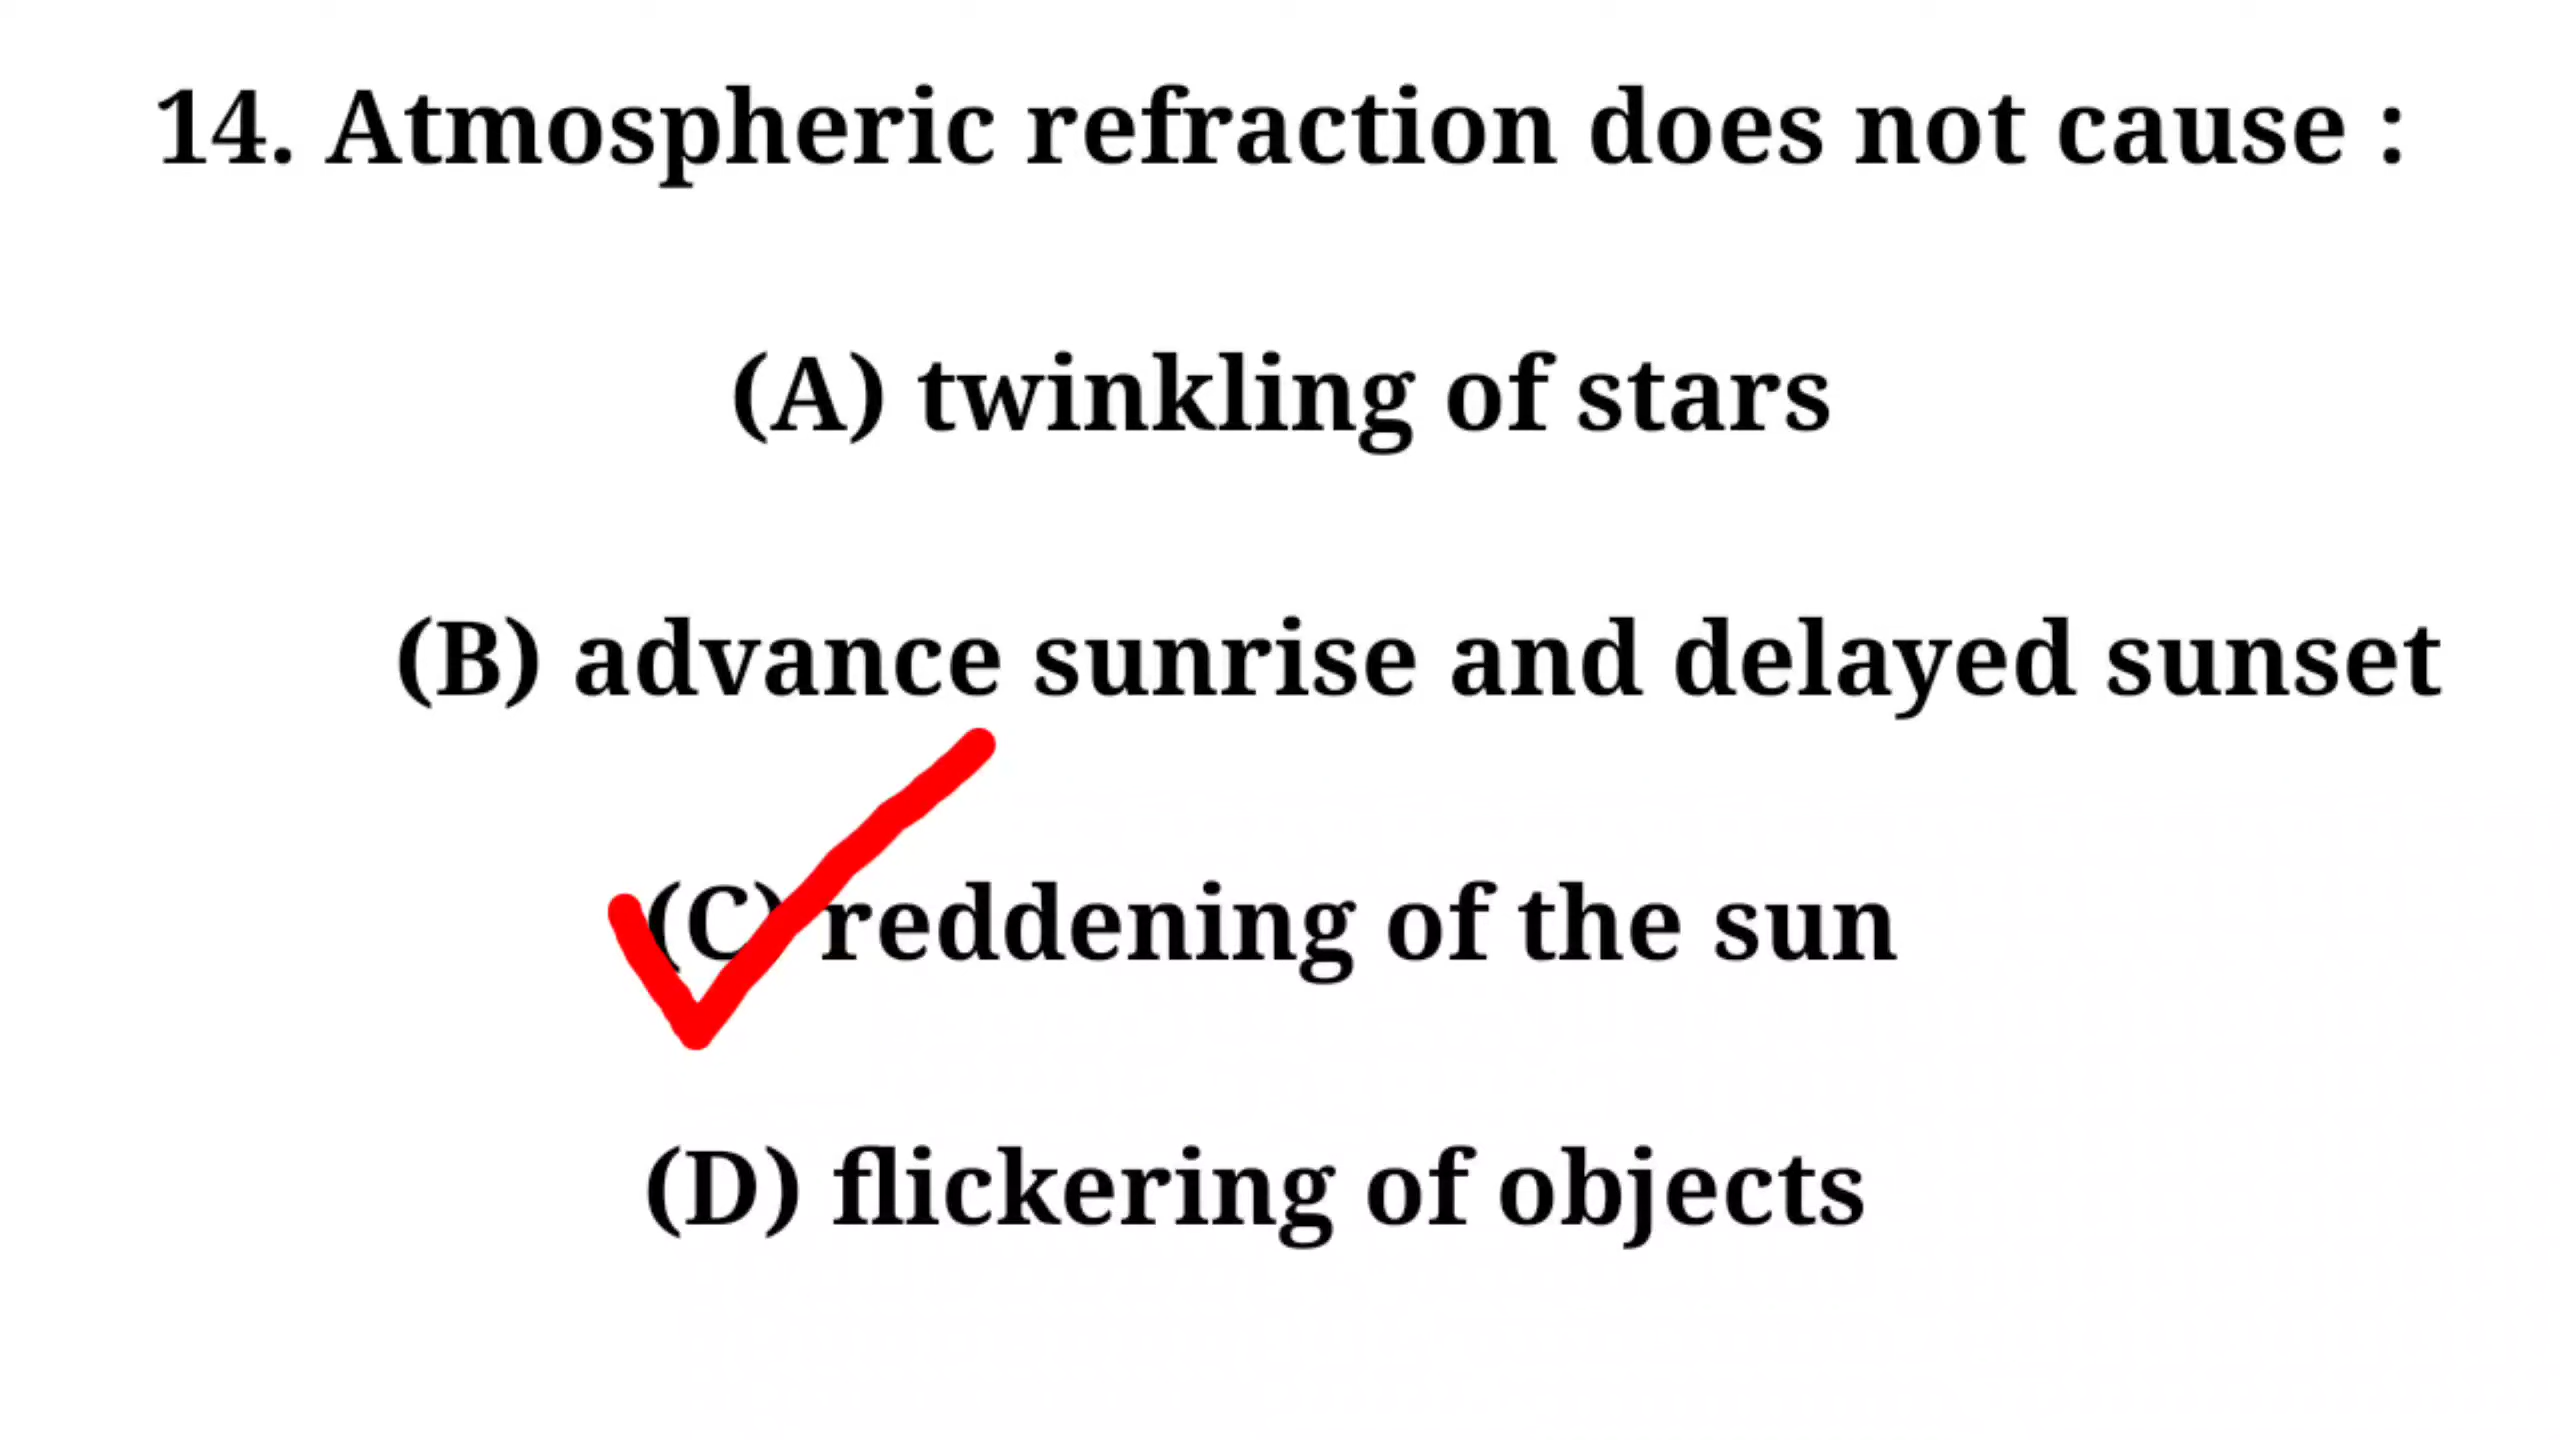 14. Atmospheric refraction does not cause :
(A) twinkling of stars
(B) advance sunrise and delayed sunset
(C) reddening of the sun
(D) flickering of objects